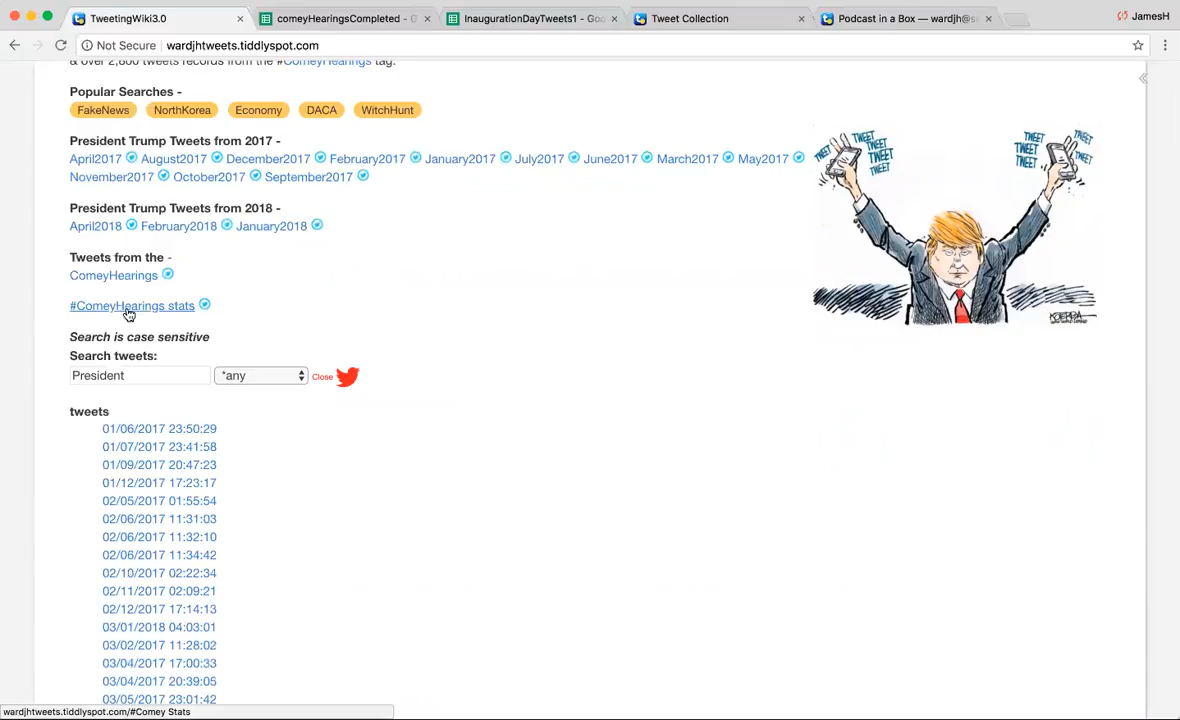 TweetingWiki3.0 × comeyHearingsCompleted - G × InaugurationDayTweets1 - Goo × Tweet Collection × Podcast in a Box — wardjh@s × JamesH
Not Secure wardjhtweets.tiddlyspot.com
& over 2,800 tweets records from the #ComeyHearings tag.
Popular Searches -
FakeNews NorthKorea Economy DACA WitchHunt
President Trump Tweets from 2017 -
April2017 August2017 December2017 February2017 January2017 July2017 June2017 March2017 May2017
November2017 October2017 September2017
President Trump Tweets from 2018 -
April2018 February2018 January2018
Tweets from the -
ComeyHearings
#ComeyHearings stats
Search is case sensitive
Search tweets:
President *any Close
tweets
01/06/2017 23:50:29
01/07/2017 23:41:58
01/09/2017 20:47:23
01/12/2017 17:23:17
02/05/2017 01:55:54
02/06/2017 11:31:03
02/06/2017 11:32:10
02/06/2017 11:34:42
02/10/2017 02:22:34
02/11/2017 02:09:21
02/12/2017 17:14:13
03/01/2018 04:03:01
03/02/2017 11:28:02
03/04/2017 17:00:33
03/04/2017 20:39:05
03/05/2017 23:01:42
wardjhtweets.tiddlyspot.com/#Comey Stats
TWEET TWEET
TWEET TWEET
TWEET TWEET
TWEET TWEET
TWEET TWEET